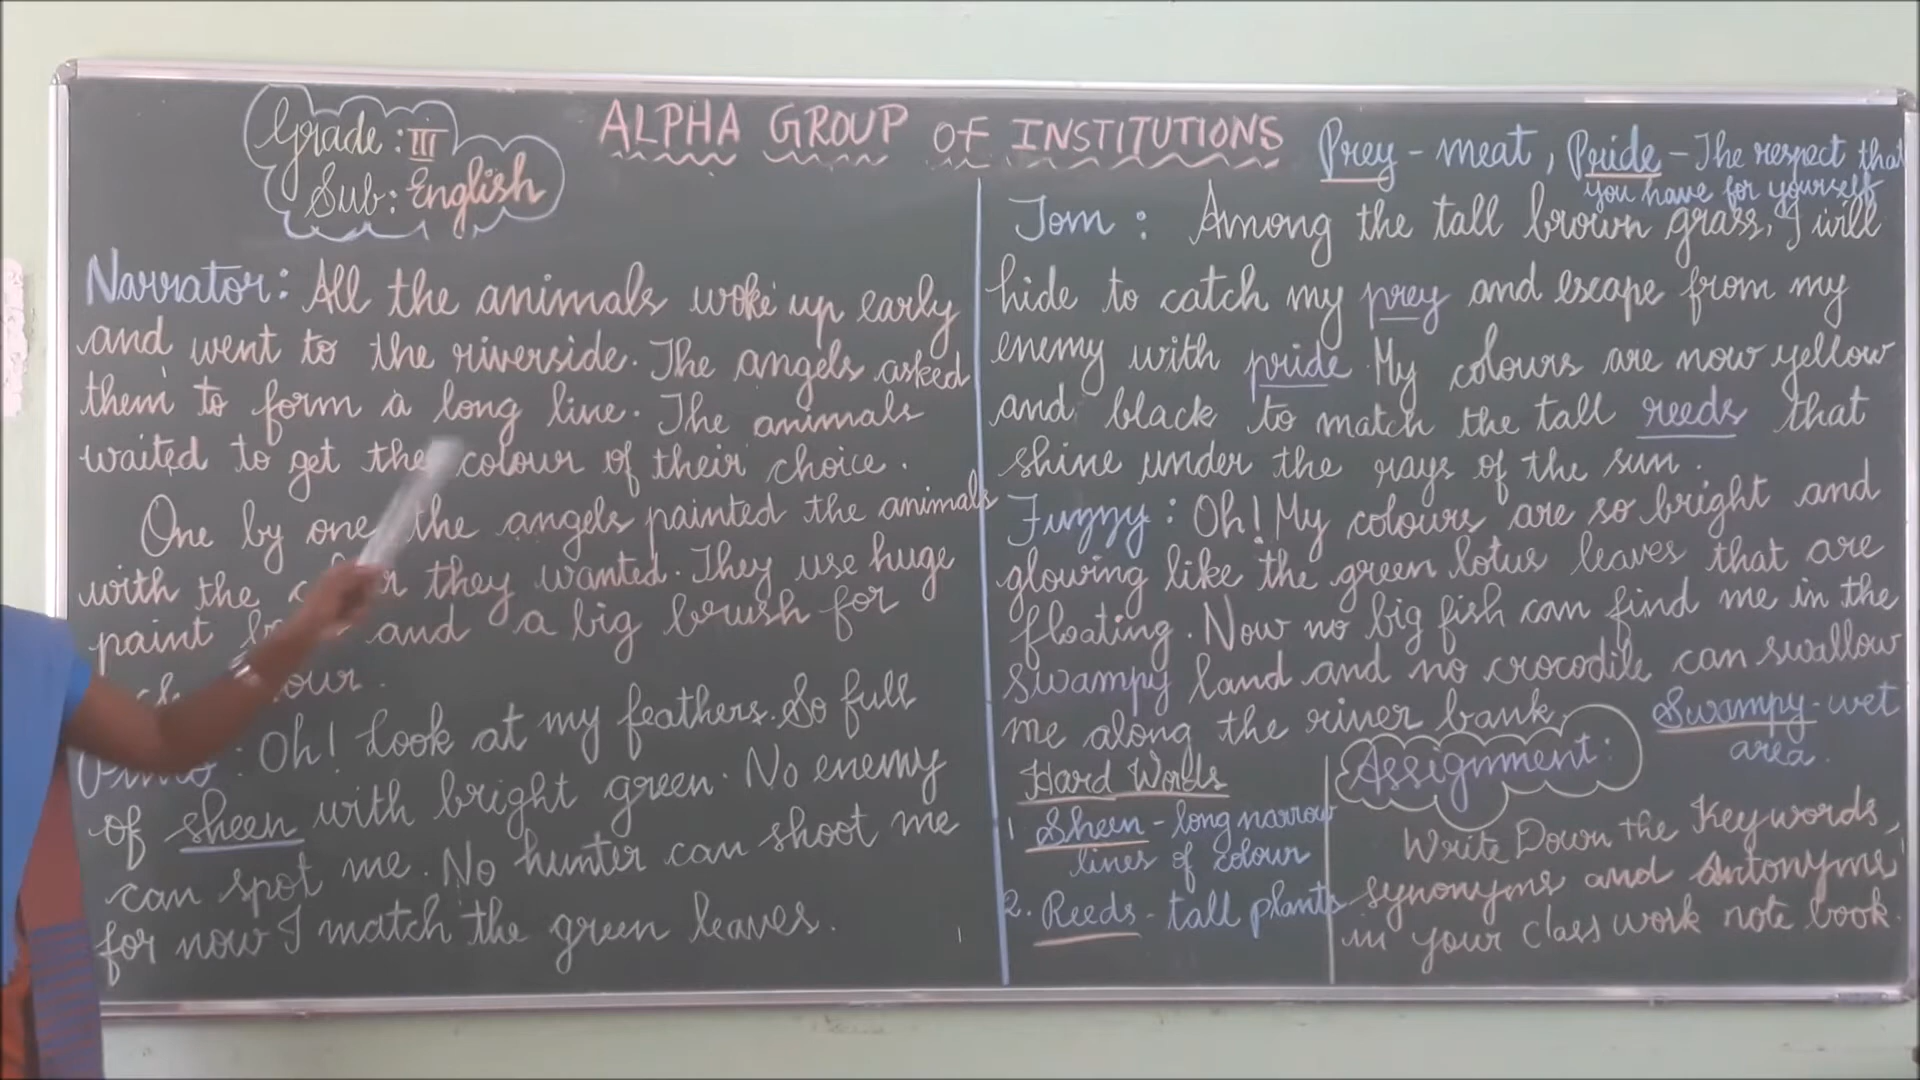 Grade : III
Sub : English
ALPHA GROUP OF INSTITUTIONS
Narrator : All the animals woke up early
and went to the riverside. The angels asked
them to form a long line. The animals
waited to get the colour of their choice.
One by one the angels painted the animals
with the they wanted. They use huge
paint and a big brush for
Oh! Look at my feathers. So full
of sheen with bright green. No enemy
can spot me. No hunter can shoot me
for now I match the green leaves.
Prey - meat, Pride - The respect that
you have for yourself
Tom : Among the tall brown grass, I will
hide to catch my prey and escape from my
enemy with pride. My colours are now yellow
and black to match the tall reeds that
shine under the rays of the sun.
Fuzzy : Oh! My colours are so bright and
glowing like the green lotus leaves that are
floating. Now no big fish can find me in the
swampy land and no crocodile can swallow
me along the river bank.
Swampy - wet
area.
Hard Words
1. Sheen - long narrow
lines of colour
2. Reeds - tall plants
Assignment :
Write Down the Key words,
synonyms and Antonyms
in your class work note book.